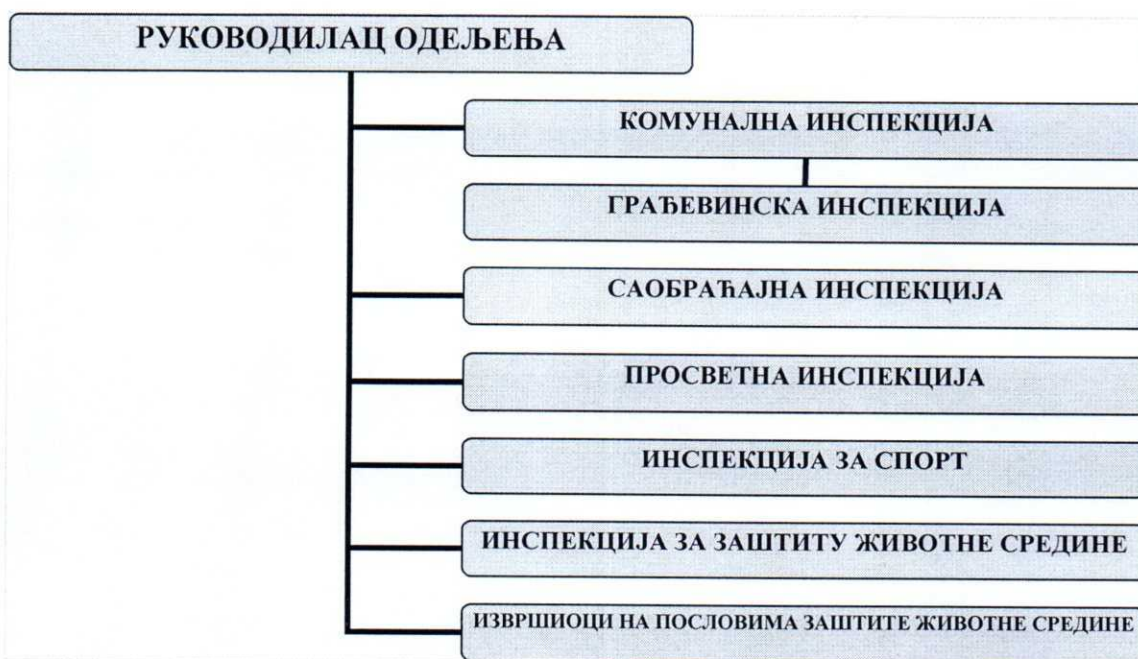 РУКОВОДИЛАЦ ОДЕЉЕЊА
КОМУНАЛНА ИНСПЕКЦИЈА
ГРАЂЕВИНСКА ИНСПЕКЦИЈА
САОБРАЋАЈНА ИНСПЕКЦИЈА
ПРОСВЕТНА ИНСПЕКЦИЈА
ИНСПЕКЦИЈА ЗА СПОРТ
ИНСПЕКЦИЈА ЗА ЗАШТИТУ ЖИВОТНЕ СРЕДИНЕ
ИЗВРШИОЦИ НА ПОСЛОВИМА ЗАШТИТЕ ЖИВОТНЕ СРЕДИНЕ